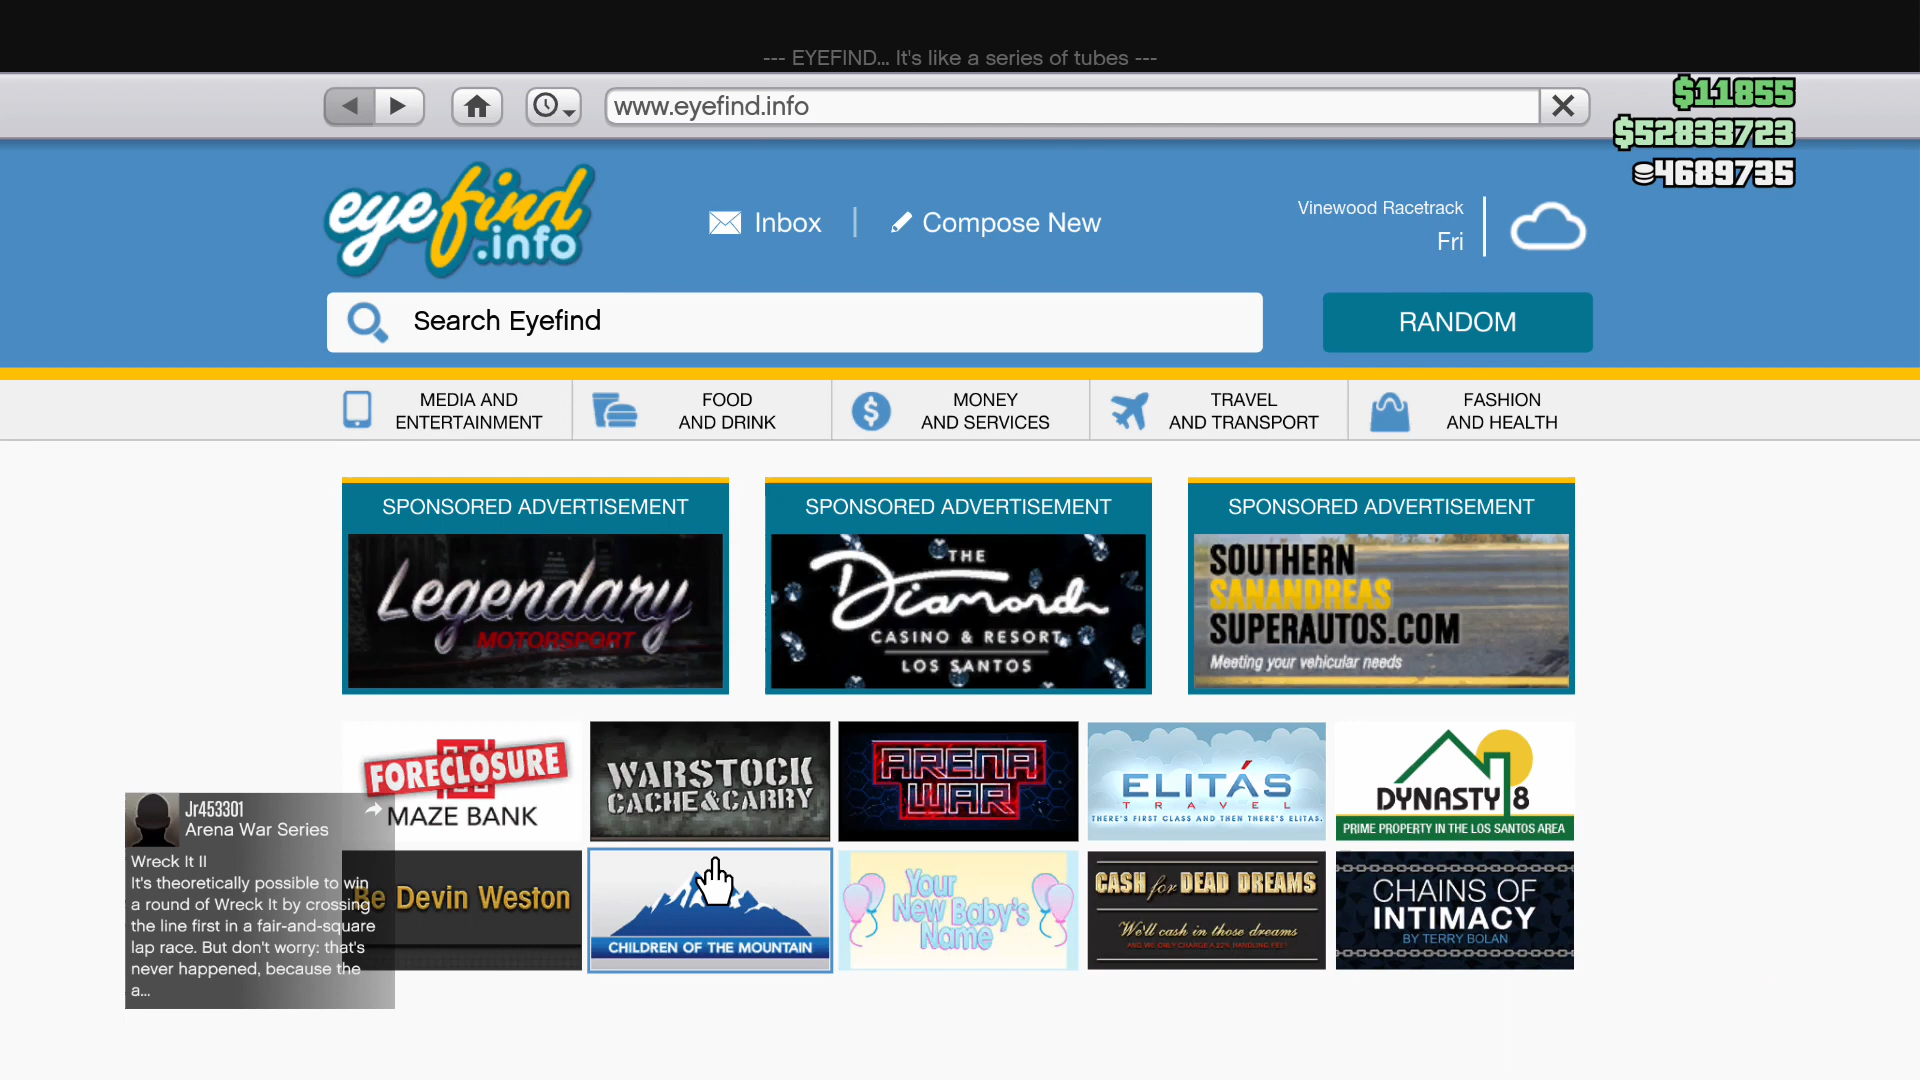 --- EYEFIND... It's like a series of tubes ---
www.eyefind.info
$11855
$52833723
4689735
eyefind
.info
Inbox
Compose New
Vinewood Racetrack
Fri
Search Eyefind
RANDOM
MEDIA AND
ENTERTAINMENT
FOOD
AND DRINK
MONEY
AND SERVICES
TRAVEL
AND TRANSPORT
FASHION
AND HEALTH
SPONSORED ADVERTISEMENT
Legendary
MOTORSPORT
SPONSORED ADVERTISEMENT
THE
Diamond
CASINO & RESORT
LOS SANTOS
SPONSORED ADVERTISEMENT
SOUTHERN
SANANDREAS
SUPERAUTOS.COM
Meeting your vehicular needs
FORECLOSURE
MAZE BANK
WARSTOCK
CACHE&CARRY
ARENA
WAR
ELITÁS
TRAVEL
THERE'S FIRST CLASS AND THEN THERE'S ELITAS.
DYNASTY 8
PRIME PROPERTY IN THE LOS SANTOS AREA
Be Devin Weston
CHILDREN OF THE MOUNTAIN
Your
New Baby's
Name
CASH for DEAD DREAMS
We'll cash in those dreams
AND WE ONLY CHARGE A 22% HANDLING FEE!
CHAINS OF
INTIMACY
BY TERRY BOLAN
Jr453301
Arena War Series
Wreck It II
It's theoretically possible to win
a round of Wreck It by crossing
the line first in a fair-and-square
lap race. But don't worry: that's
never happened, because the
a...